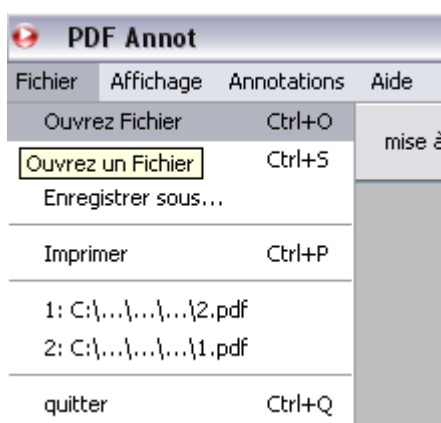 PDF Annot
Fichier Affichage Annotations Aide
Ouvrez Fichier Ctrl+O
mise à
Ouvrez un Fichier Ctrl+S
Enregistrer sous...
Imprimer Ctrl+P
1: C:\...\...\...\2.pdf
2: C:\...\...\...\1.pdf
quitter Ctrl+Q